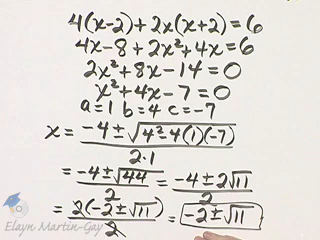 4(x-2)+2x(x+2)=6
4x-8+2x²+4x=6
2x²+8x-14=0
x²+4x-7=0
a=1 b=4 c=-7
x = (-4±√(4²-4(1)(-7)))/(2·1)
= (-4±√44)/2 = (-4±2√11)/2
= 2(-2±√11)/2 = -2±√11
Elayn Martin-Gay